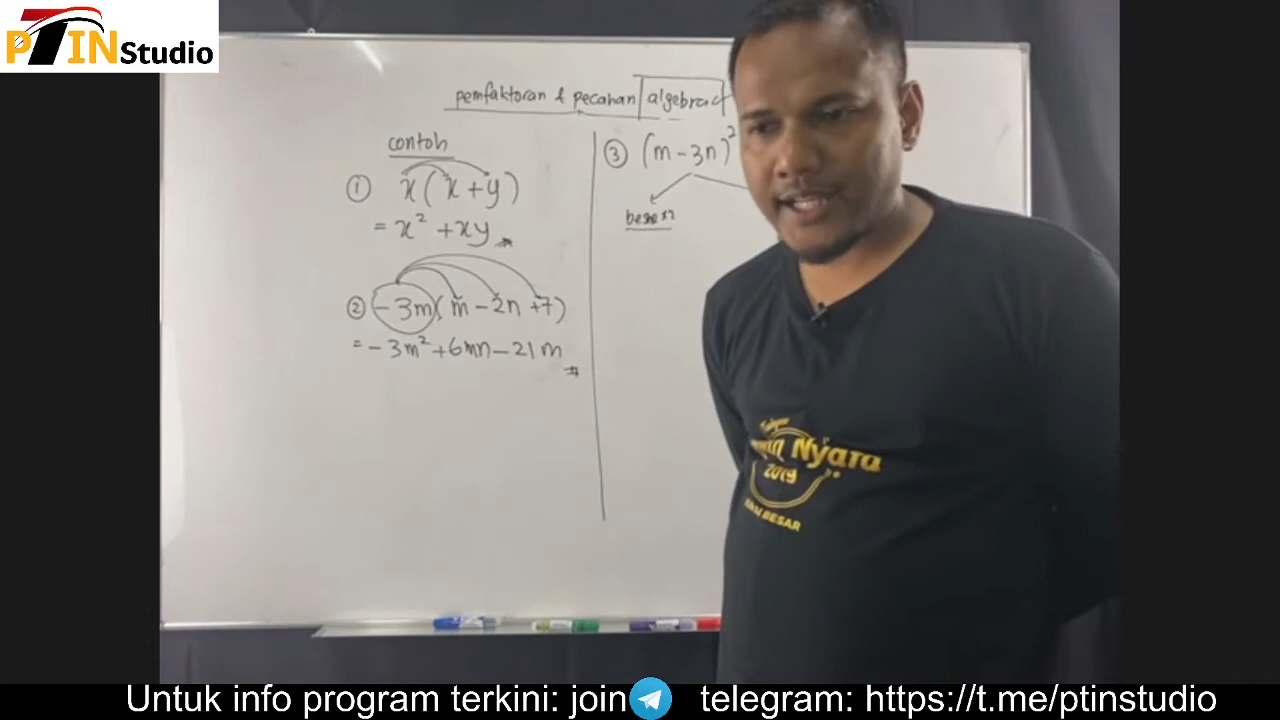 PTIN Studio
pemfaktoran & pecahan algebra
contoh
① x(x+y)
= x² + xy
② -3m(m - 2n + 7)
= -3m² + 6mn - 21m
③ (m - 3n)²
Nyata
2019
BESAR
Untuk info program terkini: join telegram: https://t.me/ptinstudio